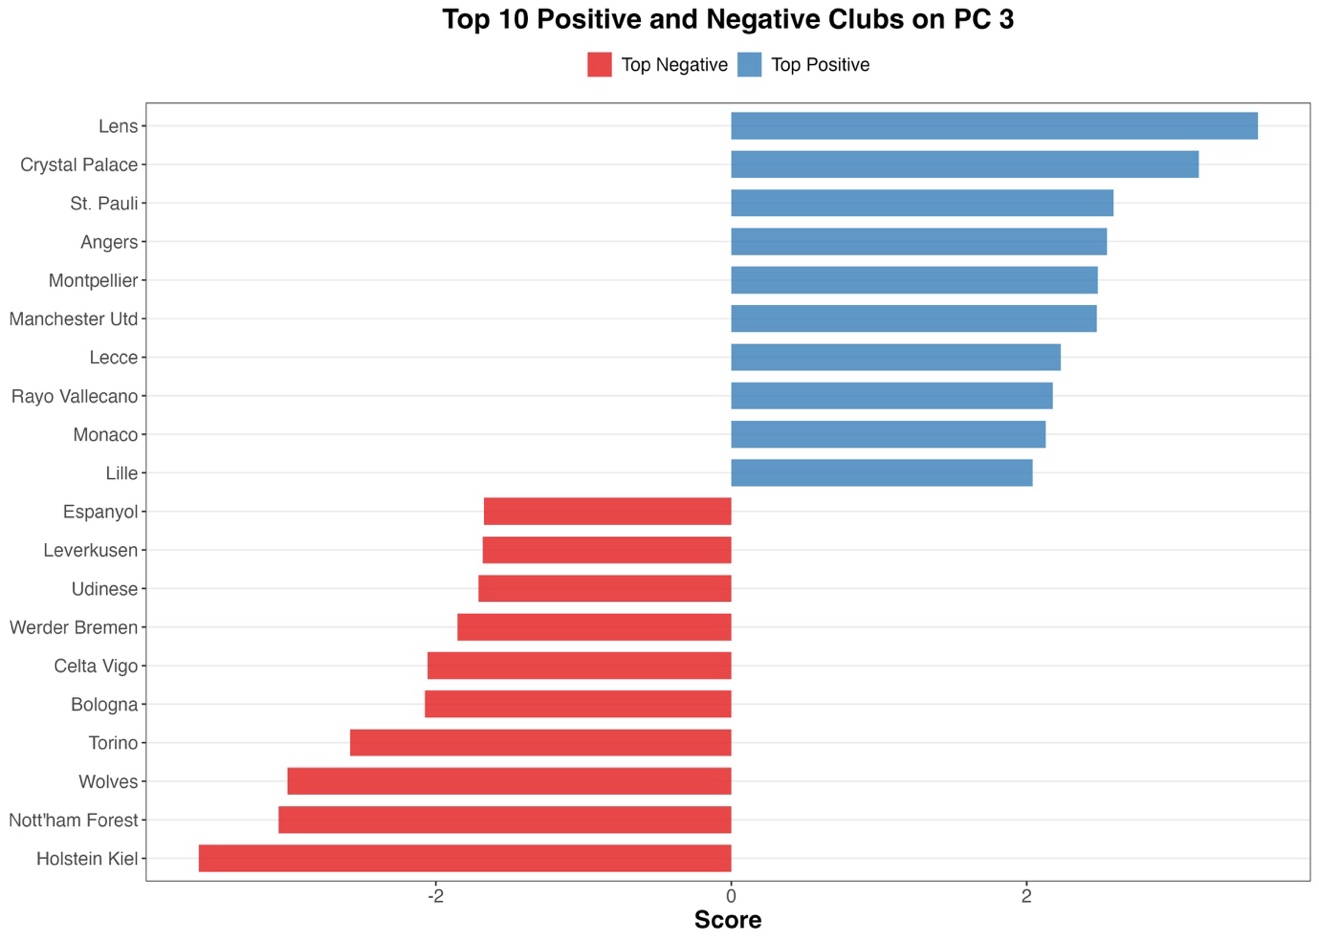 Top 10 Positive and Negative Clubs on PC 3
Top Negative Top Positive
Lens
Crystal Palace
St. Pauli
Angers
Montpellier
Manchester Utd
Lecce
Rayo Vallecano
Monaco
Lille
Espanyol
Leverkusen
Udinese
Werder Bremen
Celta Vigo
Bologna
Torino
Wolves
Nott'ham Forest
Holstein Kiel
-2 0 2
Score